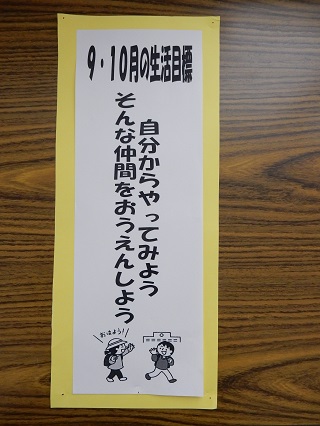 9・10月の生活目標
自分からやってみよう
そんな仲間をおうえんしよう
おはよう!